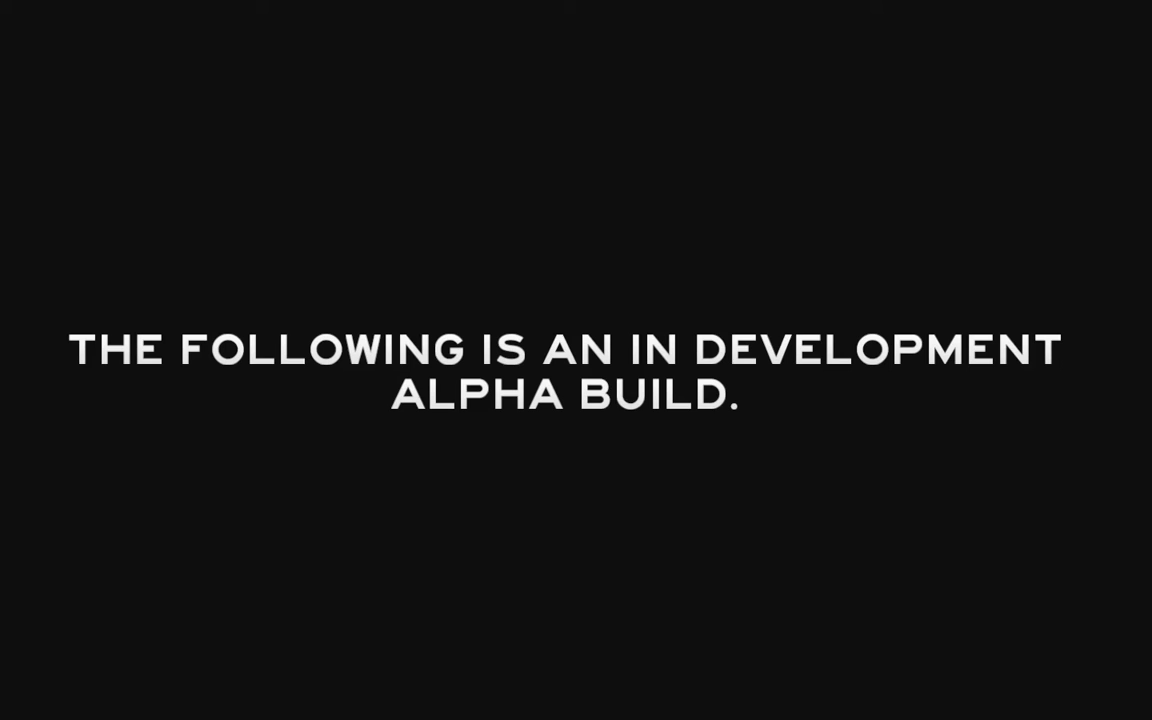 THE FOLLOWING IS AN IN DEVELOPMENT
ALPHA BUILD.